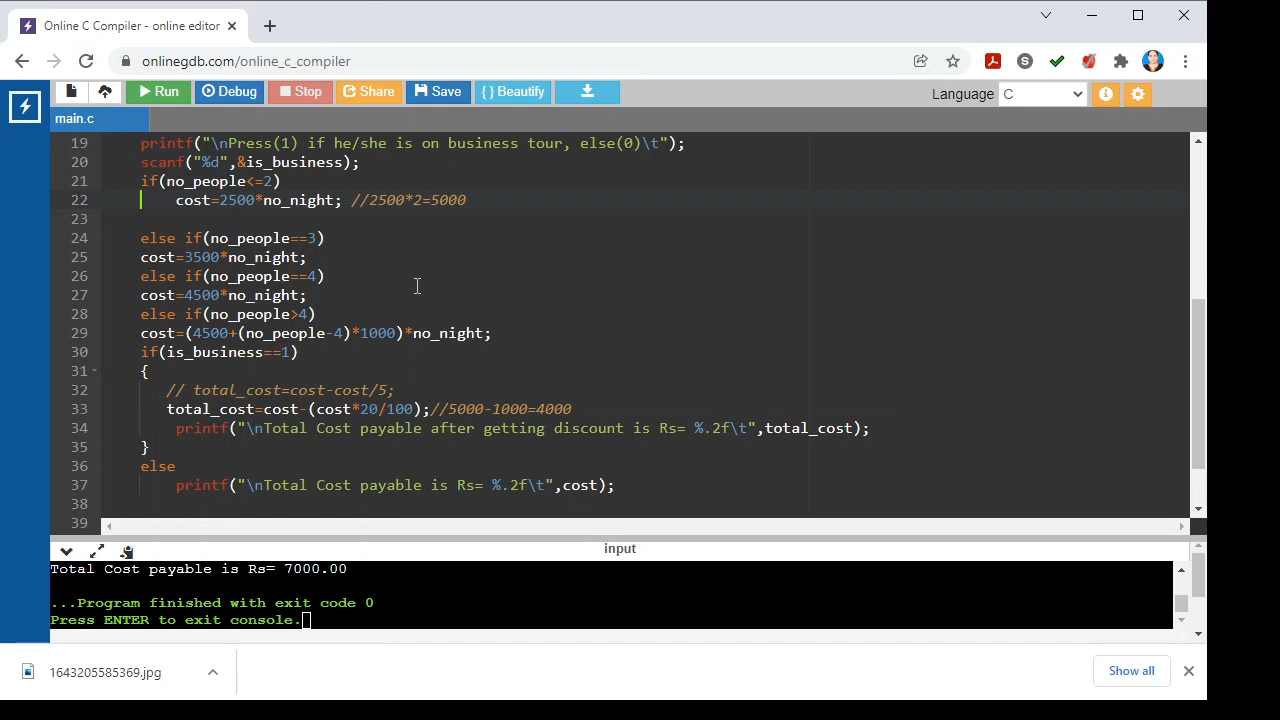 Online C Compiler - online editor
onlinegdb.com/online_c_compiler
Run Debug Stop Share Save { } Beautify Language C
main.c
19 printf("\nPress(1) if he/she is on business tour, else(0)\t");
20 scanf("%d",&is_business);
21 if(no_people<=2)
22 cost=2500*no_night; //2500*2=5000
23
24 else if(no_people==3)
25 cost=3500*no_night;
26 else if(no_people==4)
27 cost=4500*no_night;
28 else if(no_people>4)
29 cost=(4500+(no_people-4)*1000)*no_night;
30 if(is_business==1)
31 {
32 // total_cost=cost-cost/5;
33 total_cost=cost-(cost*20/100);//5000-1000=4000
34 printf("\nTotal Cost payable after getting discount is Rs= %.2f\t",total_cost);
35 }
36 else
37 printf("\nTotal Cost payable is Rs= %.2f\t",cost);
38
39
input
Total Cost payable is Rs= 7000.00
...Program finished with exit code 0
Press ENTER to exit console.
1643205585369.jpg
Show all